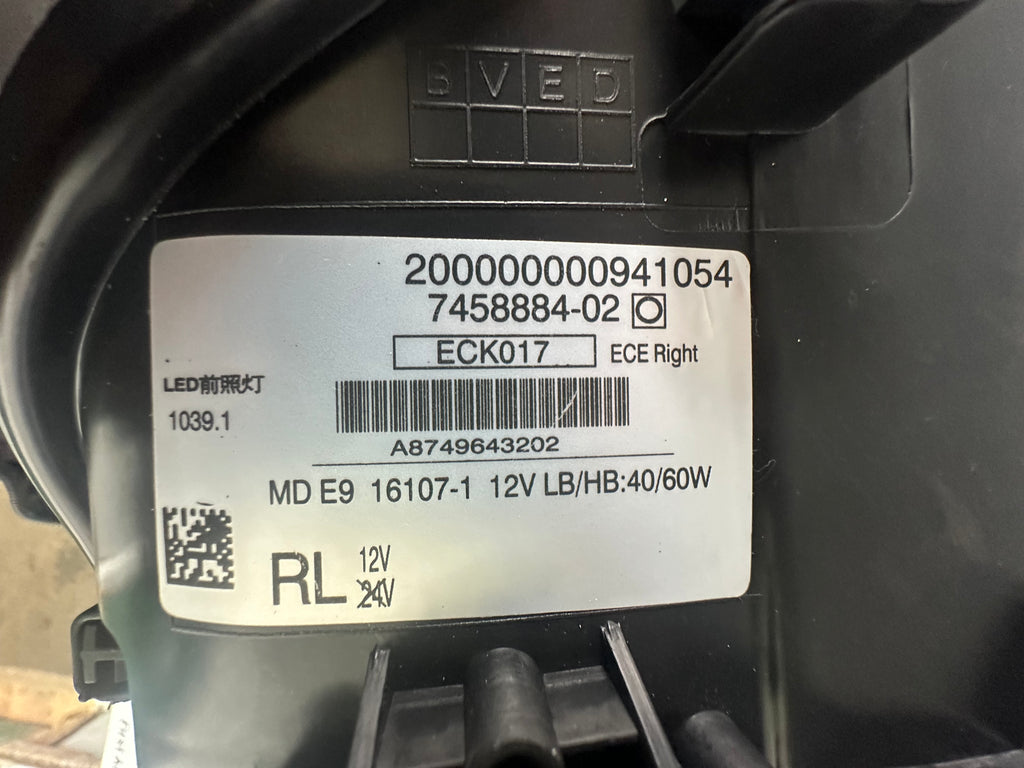 B V E D
200000000941054
7458884-02
ECK017 ECE Right
LED前照灯
1039.1
A8749643202
MD E9 16107-1 12V LB/HB:40/60W
RL 12V
24V